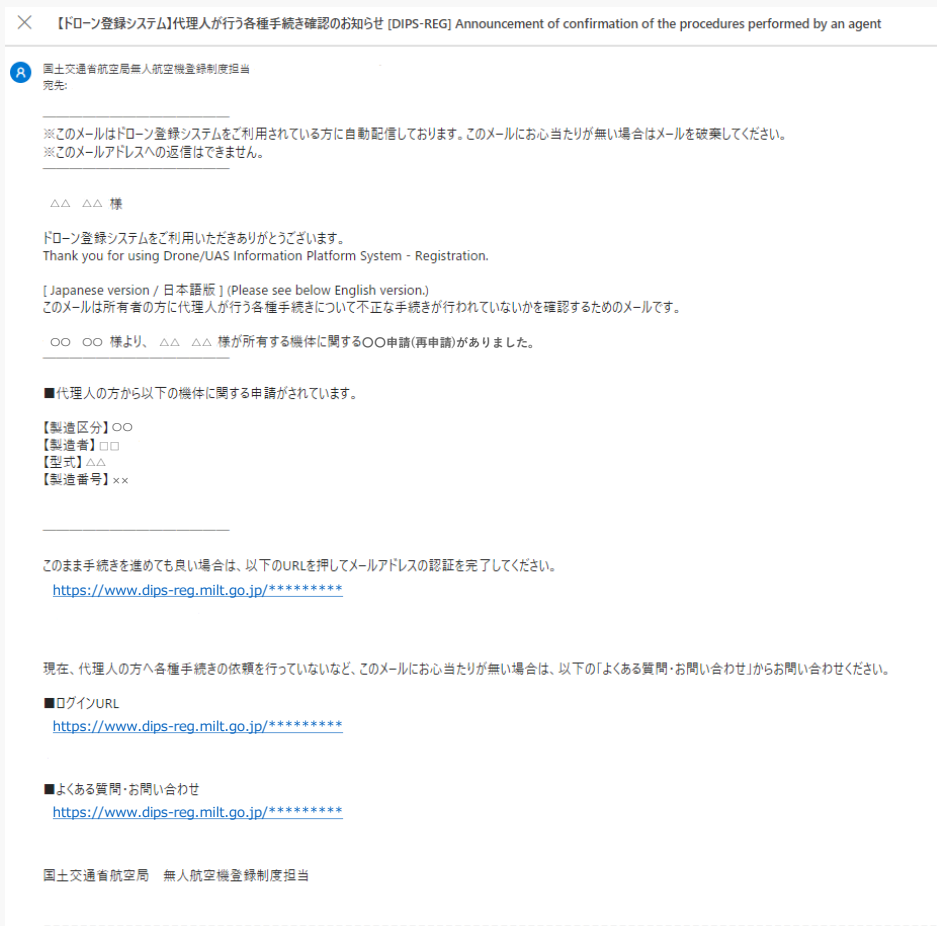 【ドローン登録システム】代理人が行う各種手続き確認のお知らせ [DIPS-REG] Announcement of confirmation of the procedures performed by an agent
国土交通省航空局無人航空機登録制度担当
宛先:
※このメールはドローン登録システムをご利用されている方に自動配信しております。このメールにお心当たりが無い場合はメールを破棄してください。
※このメールアドレスへの返信はできません。
△△ △△ 様
ドローン登録システムをご利用いただきありがとうございます。
Thank you for using Drone/UAS Information Platform System - Registration.
[ Japanese version / 日本語版 ] (Please see below English version.)
このメールは所有者の方に代理人が行う各種手続きについて不正な手続きが行われていないかを確認するためのメールです。
○○ ○○ 様より、 △△ △△ 様が所有する機体に関する〇〇申請(再申請)がありました。
■代理人の方から以下の機体に関する申請がされています。
【製造区分】○○
【製造者】□□
【型式】△△
【製造番号】××
このまま手続きを進めても良い場合は、以下のURLを押してメールアドレスの認証を完了してください。
https://www.dips-reg.milt.go.jp/*********
現在、代理人の方へ各種手続きの依頼を行っていないなど、このメールにお心当たりが無い場合は、以下の「よくある質問・お問い合わせ」からお問い合わせください。
■ログインURL
https://www.dips-reg.milt.go.jp/*********
■よくある質問・お問い合わせ
https://www.dips-reg.milt.go.jp/*********
国土交通省航空局　無人航空機登録制度担当